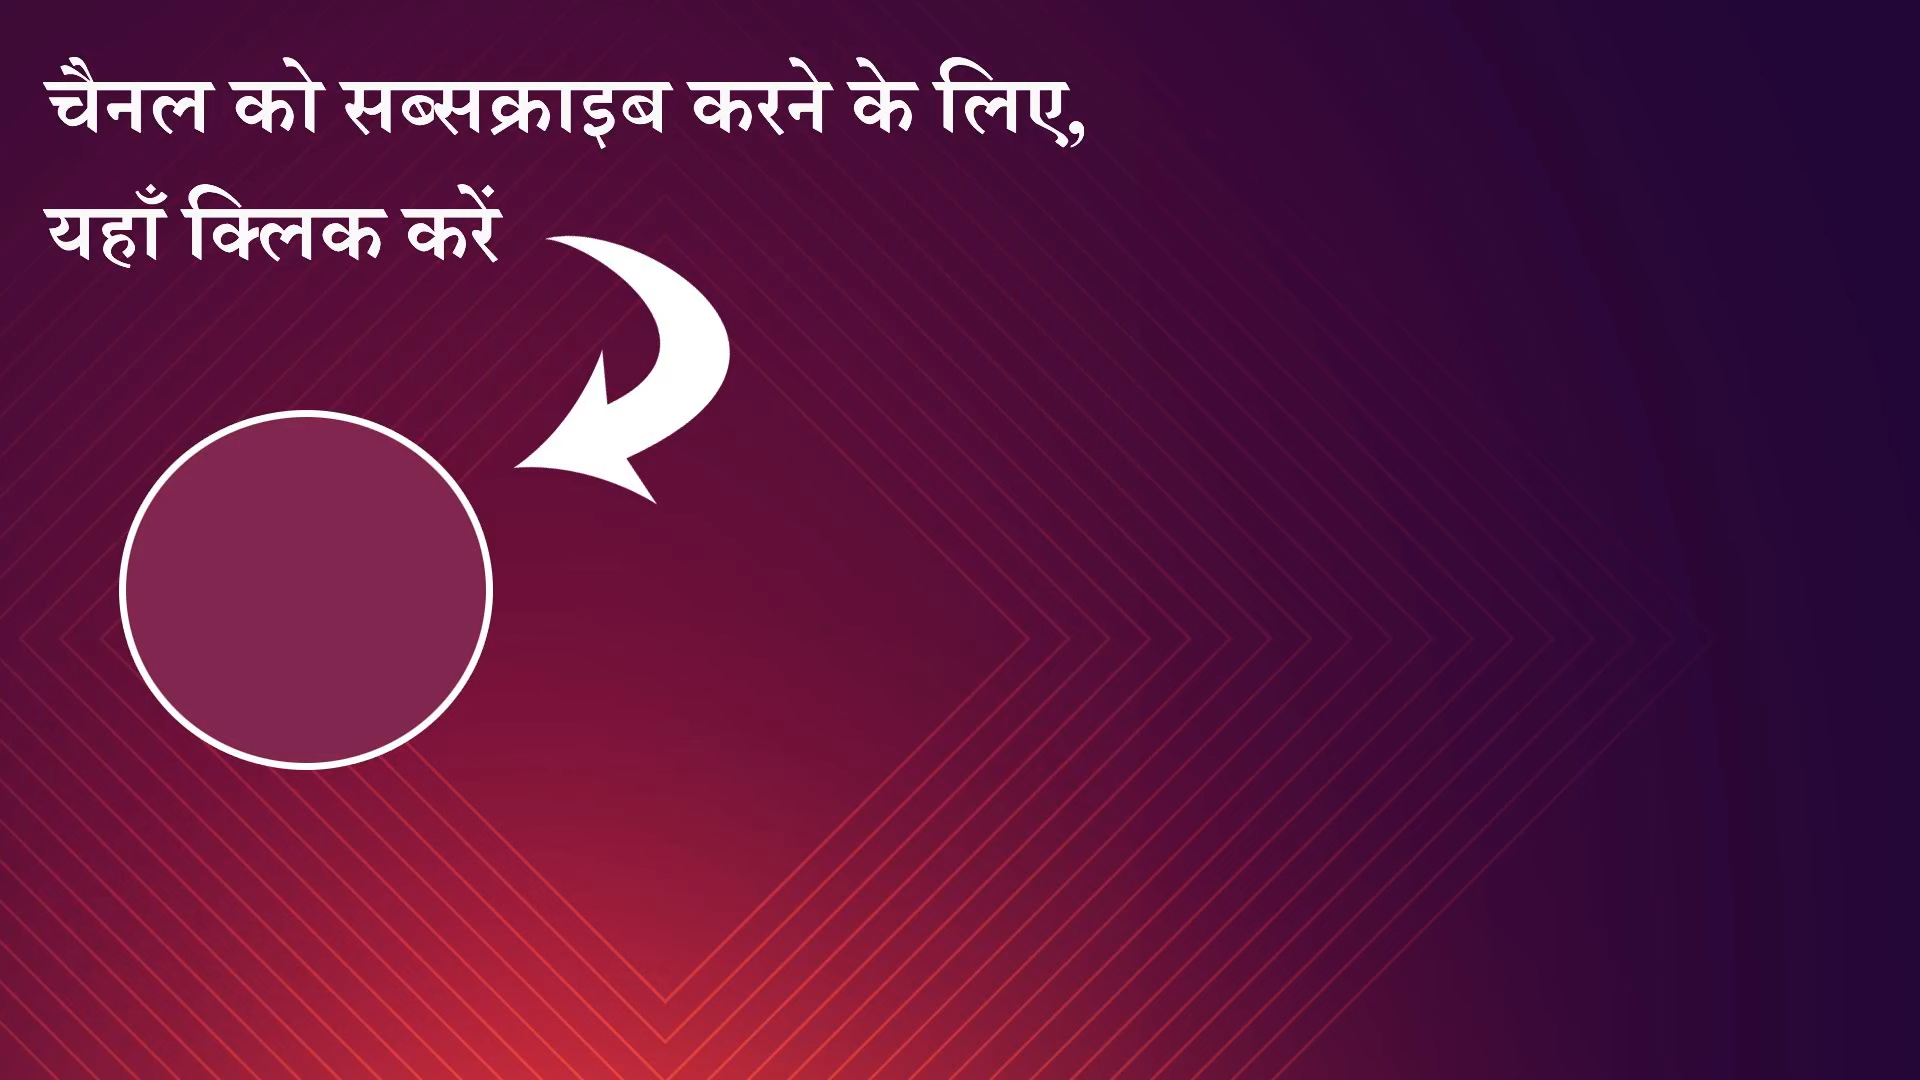 चैनल को सब्सक्राइब करने के लिए,
यहाँ क्लिक करें